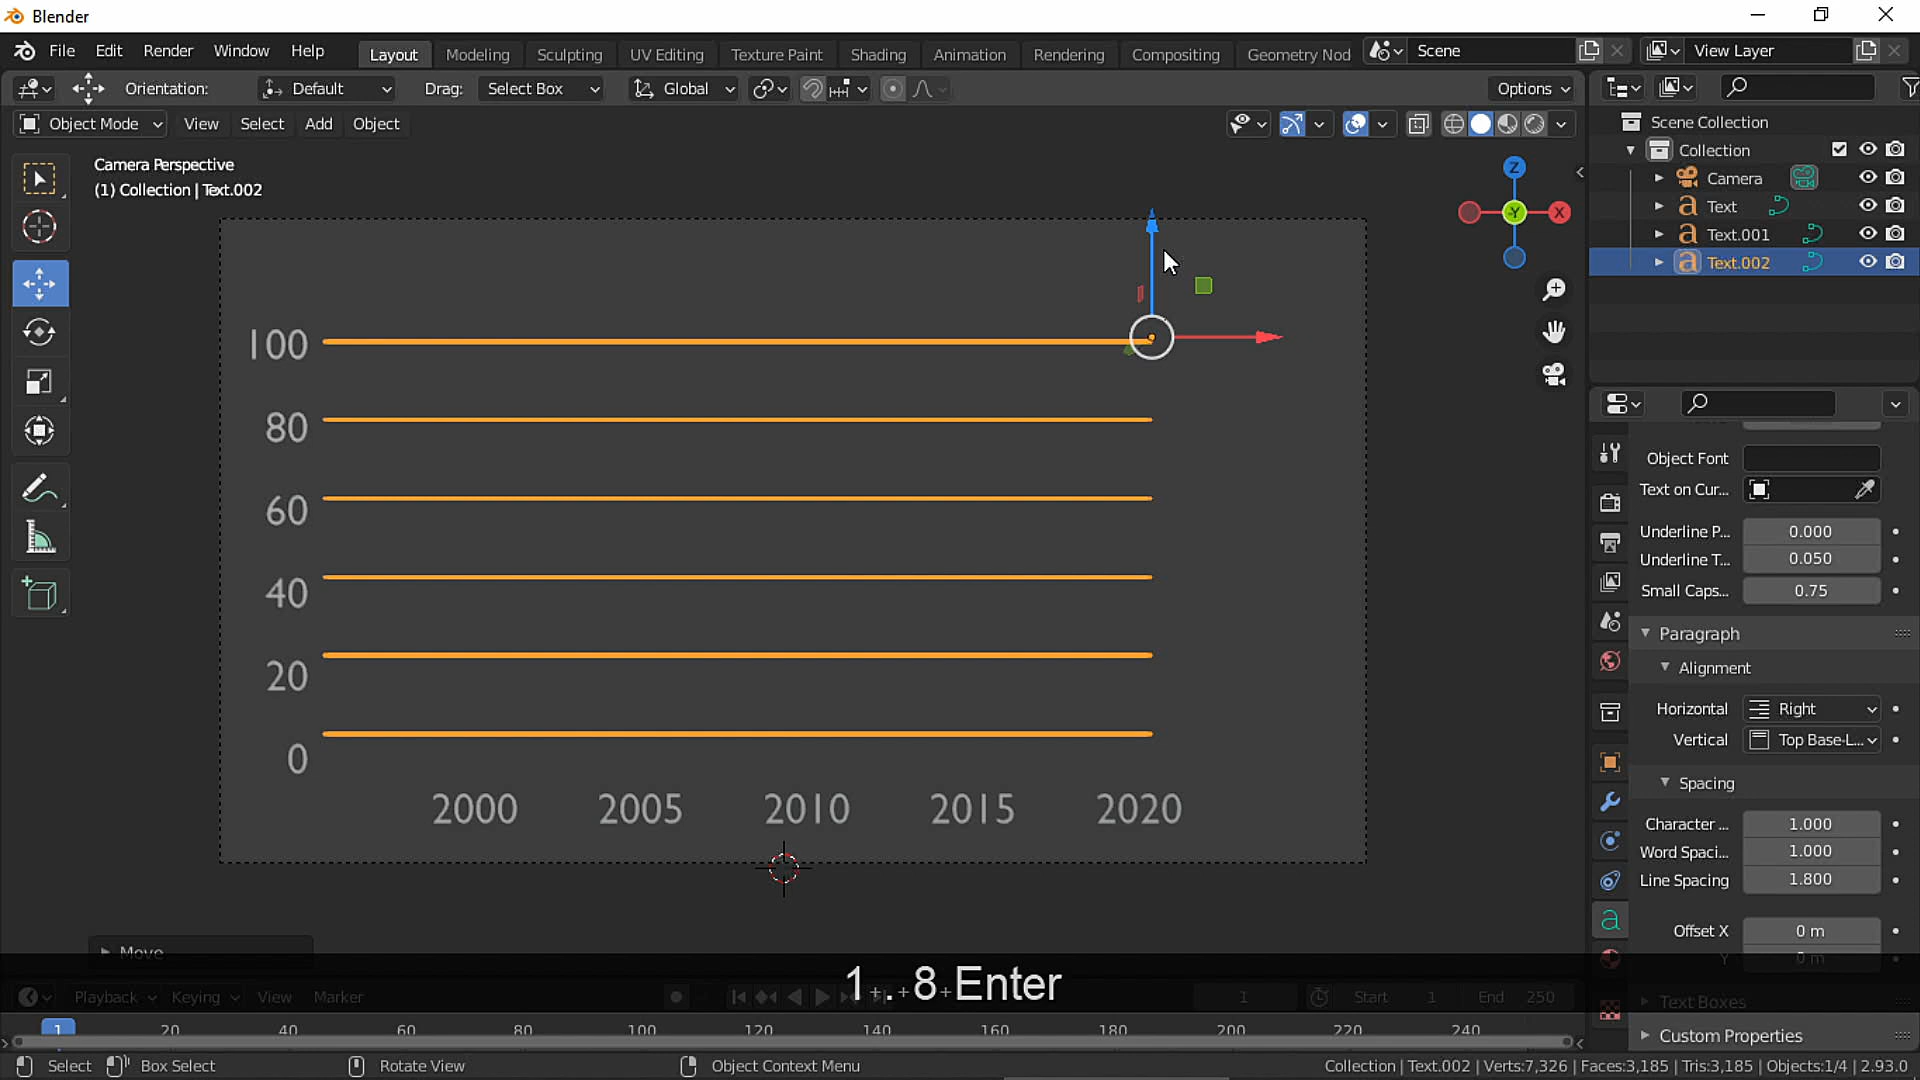 Blender
File Edit Render Window Help Layout Modeling Sculpting UV Editing Texture Paint Shading Animation Rendering Compositing Geometry Nod Scene View Layer
Orientation: Default Drag: Select Box Global Options
Object Mode View Select Add Object
Scene Collection
Collection
Camera
Text
Text.001
Text.002
Camera Perspective
(1) Collection | Text.002
Z
-Y X
100
80
60
40
20
0
2000 2005 2010 2015 2020
Object Font
Text on Cur...
Underline P... 0.000
Underline T... 0.050
Small Caps... 0.75
Paragraph
Alignment
Horizontal Right
Vertical Top Base-L...
Spacing
Character ... 1.000
Word Spaci... 1.000
Line Spacing 1.800
Offset X 0 m
Y 0 m
Text Boxes
Custom Properties
Move
1+.+8+Enter
Playback Keying View Marker 1 Start 1 End 250
1 20 40 60 80 100 120 140 160 180 200 220 240
Select Box Select Rotate View Object Context Menu Collection | Text.002 | Verts:7,326 | Faces:3,185 | Tris:3,185 | Objects:1/4 | 2.93.0